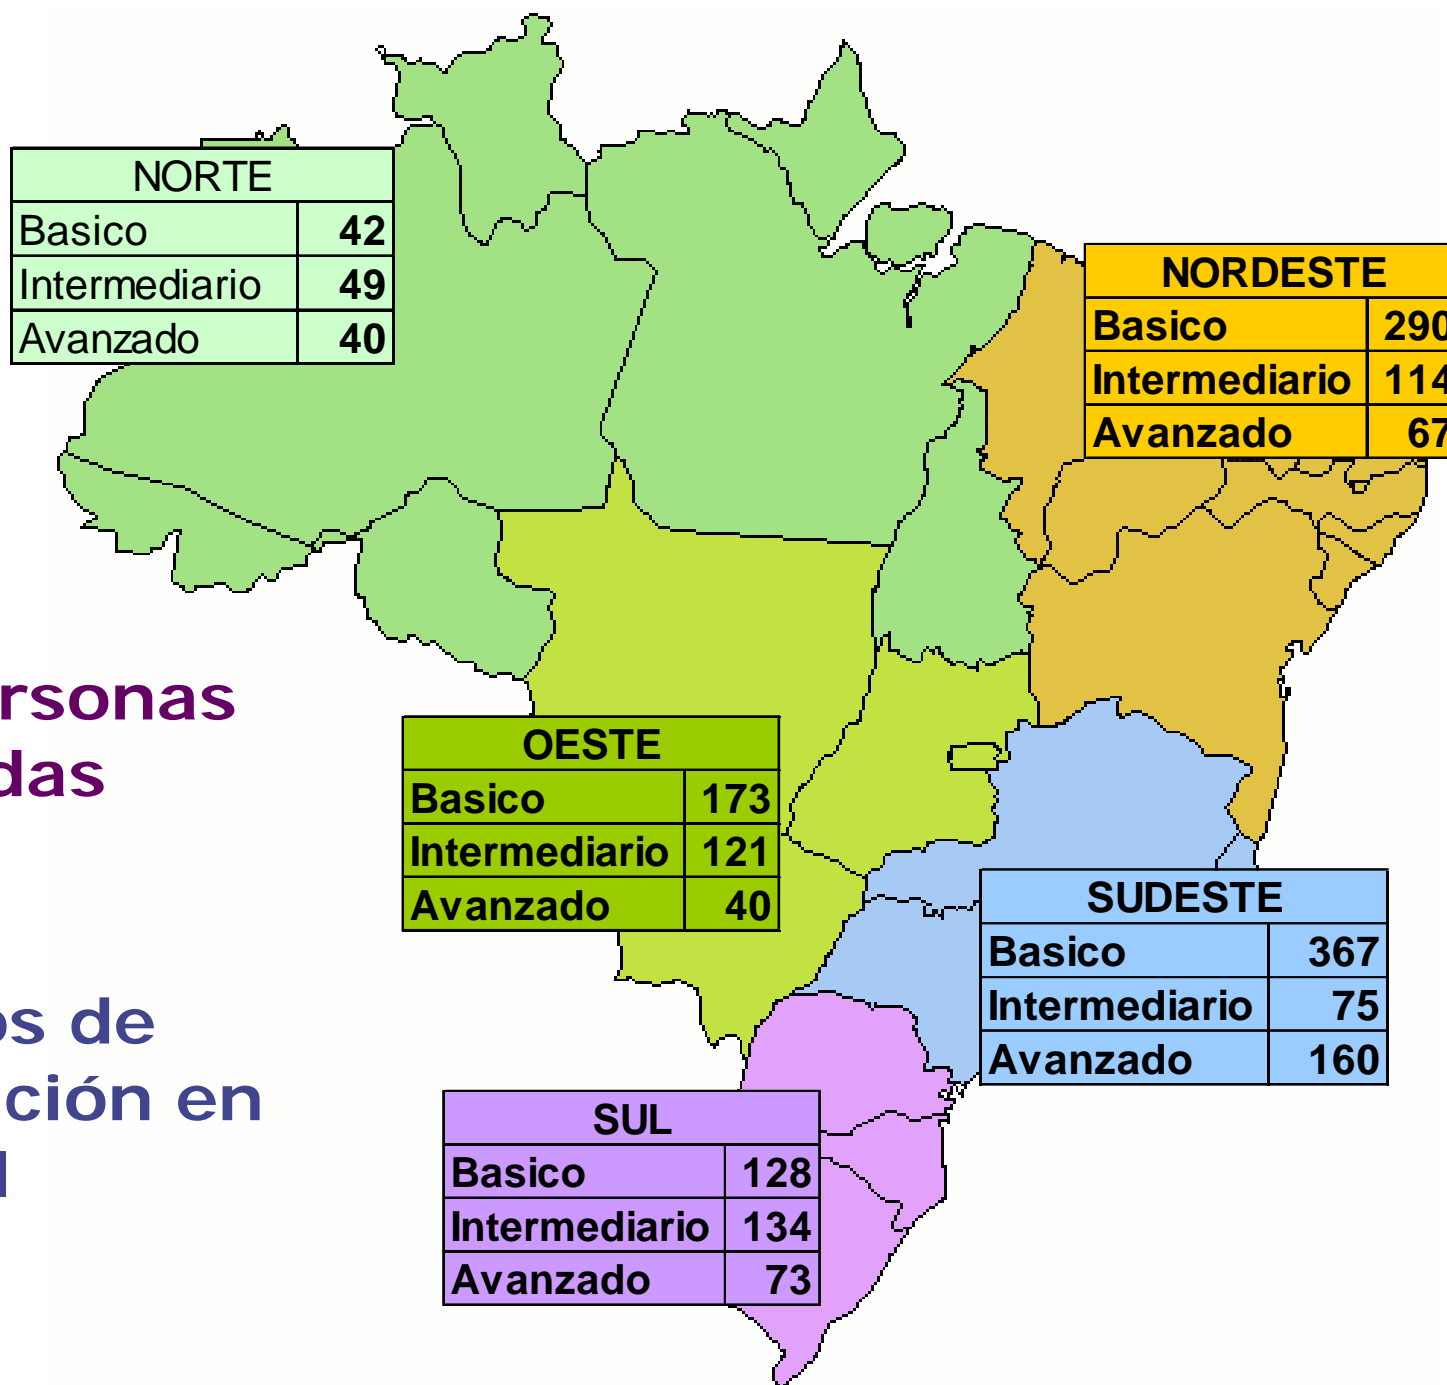 NORTE
Basico 42
Intermediario 49
Avanzado 40
NORDESTE
Basico 290
Intermediario 114
Avanzado 67
rsonas
das
OESTE
Basico 173
Intermediario 121
Avanzado 40
SUDESTE
Basico 367
Intermediario 75
Avanzado 160
os de
ción en
SUL
Basico 128
Intermediario 134
Avanzado 73